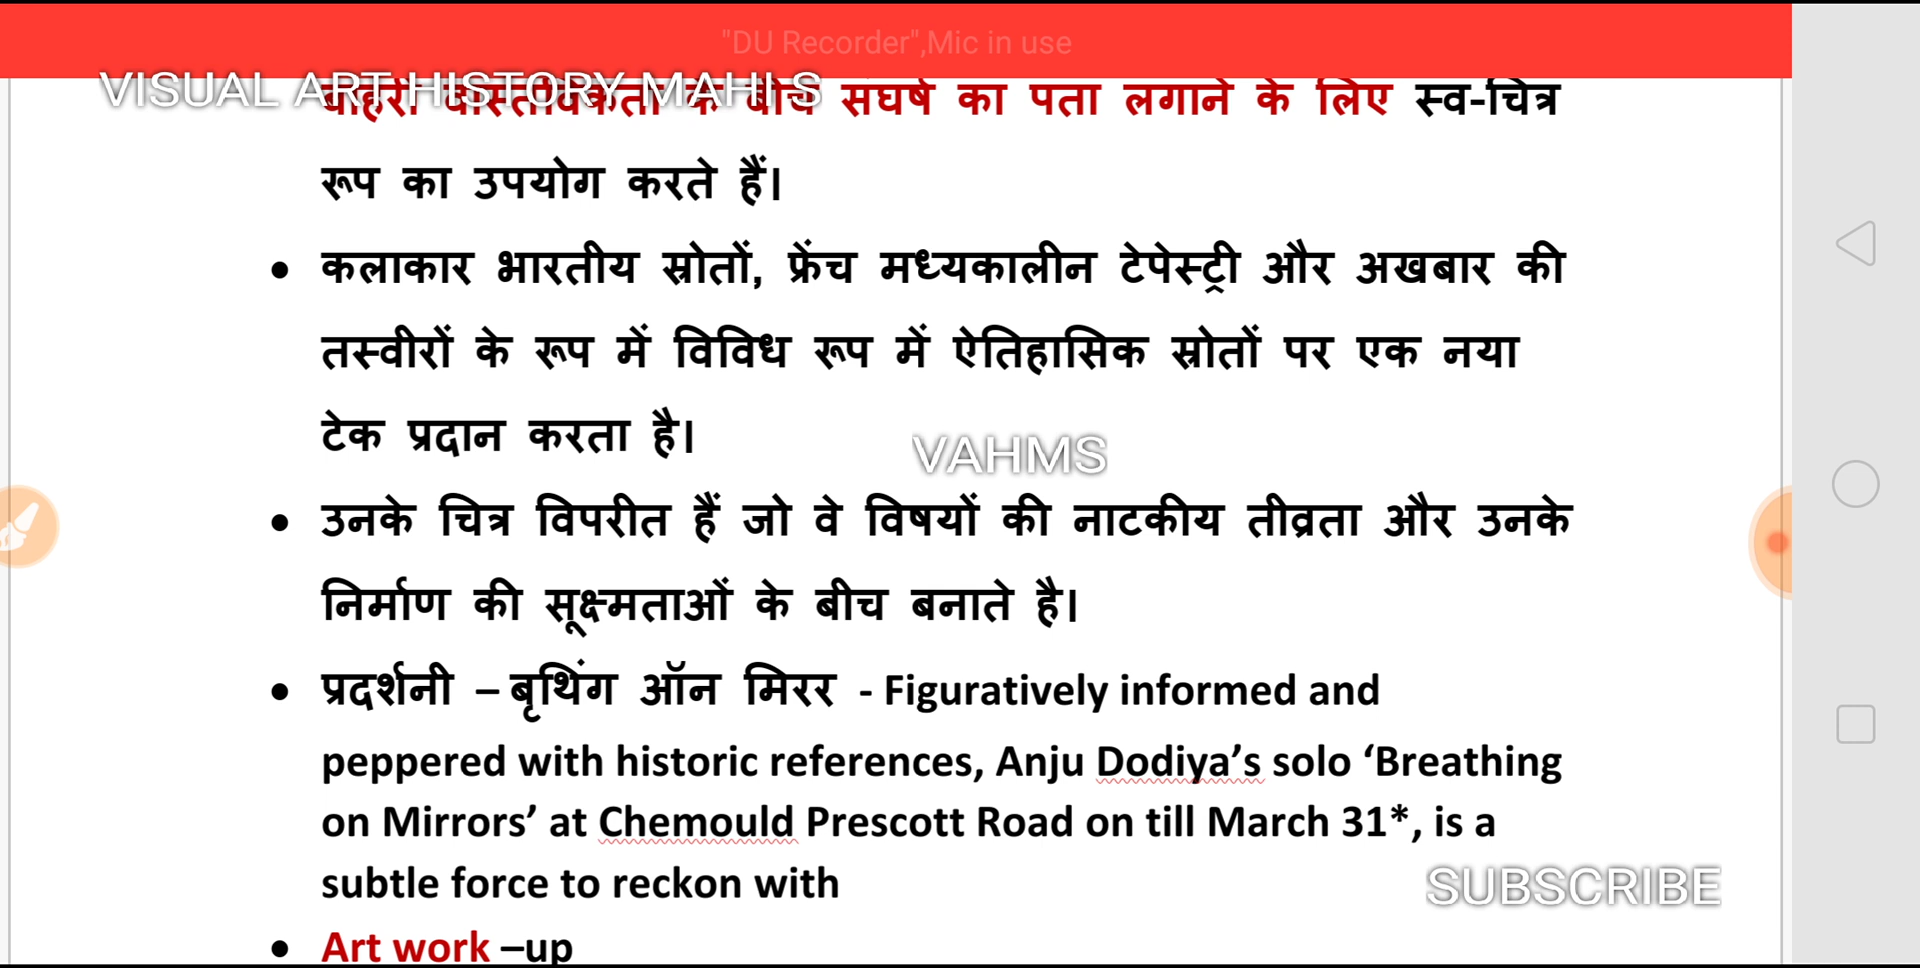 "DU Recorder",Mic in use
VISUAL ART HISTORY MAHI S
बाहरी वास्तविकता के बीच संघर्ष का पता लगाने के लिए स्व-चित्र
रूप का उपयोग करते हैं।
• कलाकार भारतीय स्रोतों, फ्रेंच मध्यकालीन टेपेस्ट्री और अखबार की
तस्वीरों के रूप में विविध रूप में ऐतिहासिक स्रोतों पर एक नया
टेक प्रदान करता है।
VAHMS
• उनके चित्र विपरीत हैं जो वे विषयों की नाटकीय तीव्रता और उनके
निर्माण की सूक्ष्मताओं के बीच बनाते है।
• प्रदर्शनी – बृथिंग ऑन मिरर - Figuratively informed and
peppered with historic references, Anju Dodiya’s solo ‘Breathing
on Mirrors’ at Chemould Prescott Road on till March 31*, is a
subtle force to reckon with
SUBSCRIBE
• Art work –up